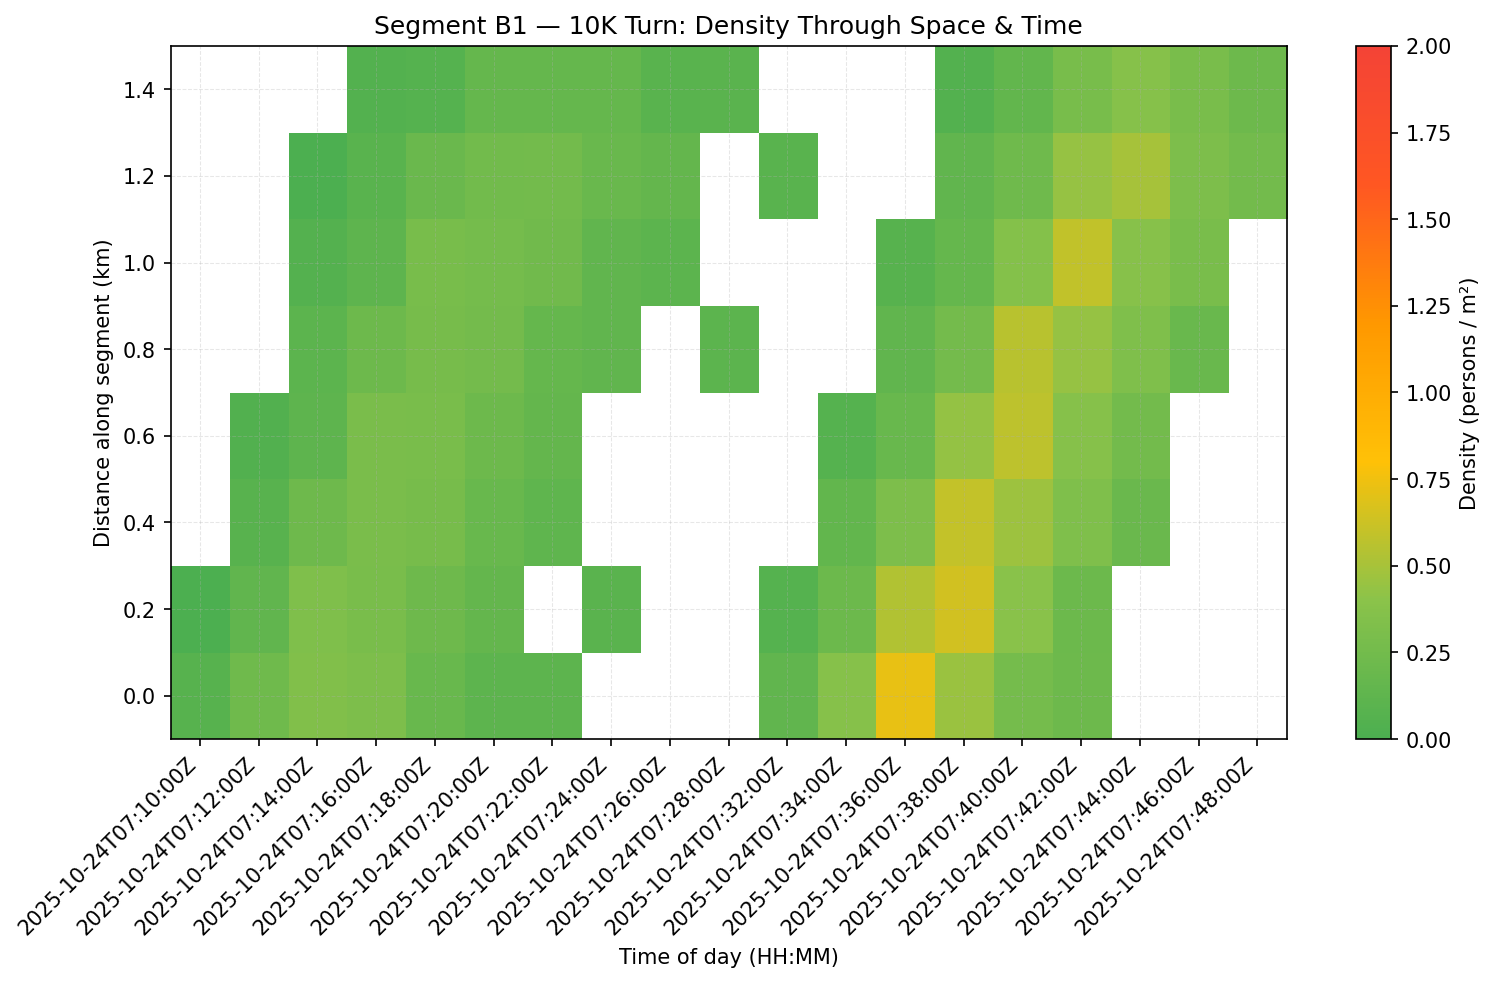 Segment B1 — 10K Turn: Density Through Space & Time
Distance along segment (km)
1.4
1.2
1.0
0.8
0.6
0.4
0.2
0.0
2025-10-24T07:10:00Z
2025-10-24T07:12:00Z
2025-10-24T07:14:00Z
2025-10-24T07:16:00Z
2025-10-24T07:18:00Z
2025-10-24T07:20:00Z
2025-10-24T07:22:00Z
2025-10-24T07:24:00Z
2025-10-24T07:26:00Z
2025-10-24T07:28:00Z
2025-10-24T07:32:00Z
2025-10-24T07:34:00Z
2025-10-24T07:36:00Z
2025-10-24T07:38:00Z
2025-10-24T07:40:00Z
2025-10-24T07:42:00Z
2025-10-24T07:44:00Z
2025-10-24T07:46:00Z
2025-10-24T07:48:00Z
Time of day (HH:MM)
2.00
1.75
1.50
1.25
1.00
0.75
0.50
0.25
0.00
Density (persons / m²)